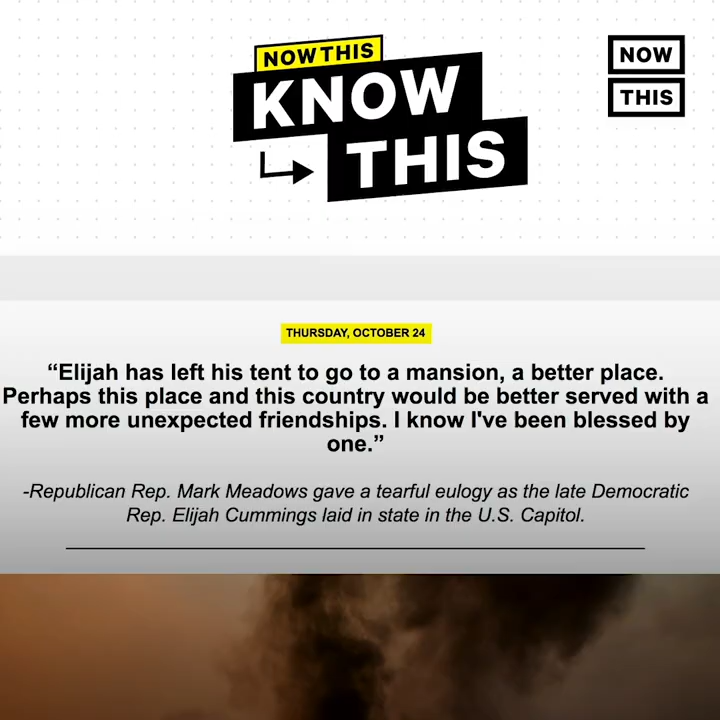 NOWTHIS
KNOW
THIS
NOW
THIS
THURSDAY, OCTOBER 24
“Elijah has left his tent to go to a mansion, a better place.
Perhaps this place and this country would be better served with a
few more unexpected friendships. I know I've been blessed by
one.”
-Republican Rep. Mark Meadows gave a tearful eulogy as the late Democratic
Rep. Elijah Cummings laid in state in the U.S. Capitol.